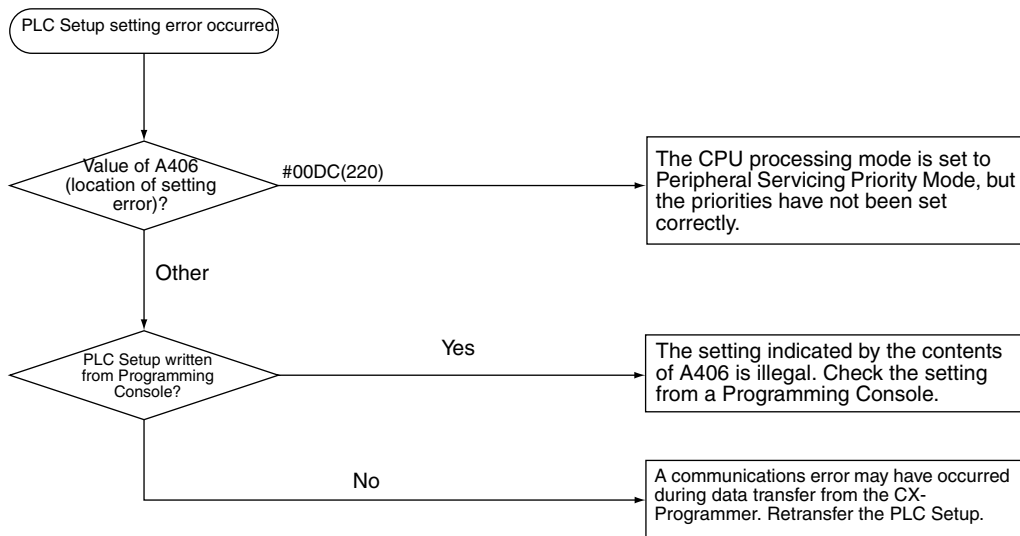 PLC Setup setting error occurred.
Value of A406
(location of setting
error)?
#00DC(220)
The CPU processing mode is set to
Peripheral Servicing Priority Mode, but
the priorities have not been set
correctly.
Other
PLC Setup written
from Programming
Console?
Yes
The setting indicated by the contents
of A406 is illegal. Check the setting
from a Programming Console.
No
A communications error may have occurred
during data transfer from the CX-
Programmer. Retransfer the PLC Setup.